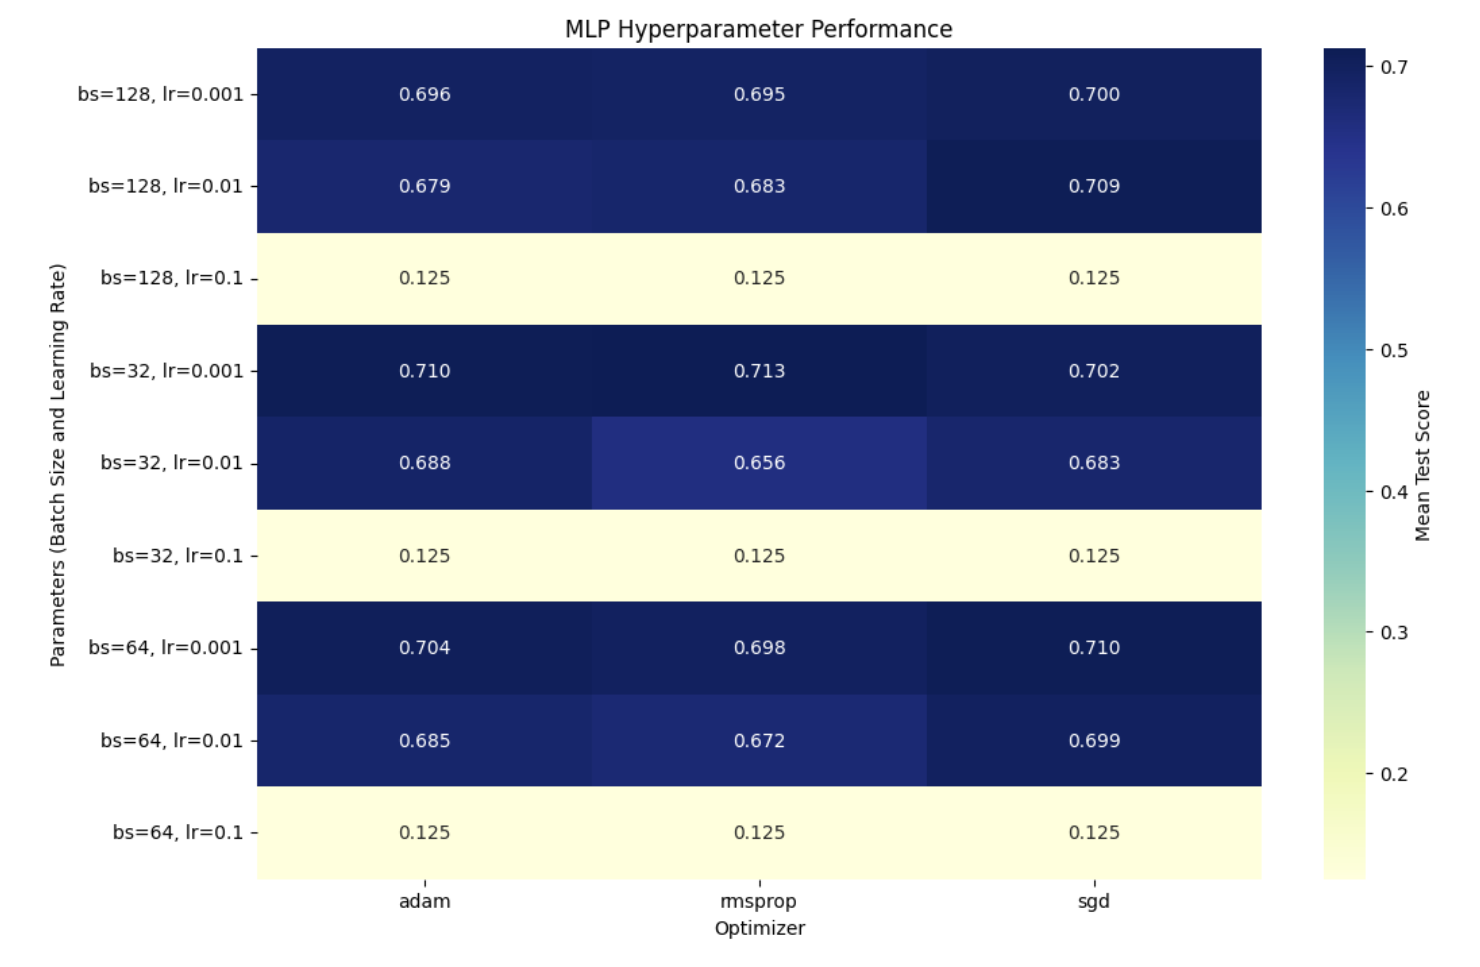 MLP Hyperparameter Performance
bs=128, lr=0.001 0.696 0.695 0.700
bs=128, lr=0.01 0.679 0.683 0.709
bs=128, lr=0.1 0.125 0.125 0.125
bs=32, lr=0.001 0.710 0.713 0.702
bs=32, lr=0.01 0.688 0.656 0.683
bs=32, lr=0.1 0.125 0.125 0.125
bs=64, lr=0.001 0.704 0.698 0.710
bs=64, lr=0.01 0.685 0.672 0.699
bs=64, lr=0.1 0.125 0.125 0.125
adam rmsprop sgd
Optimizer
Parameters (Batch Size and Learning Rate)
0.7
0.6
0.5
0.4
0.3
0.2
Mean Test Score